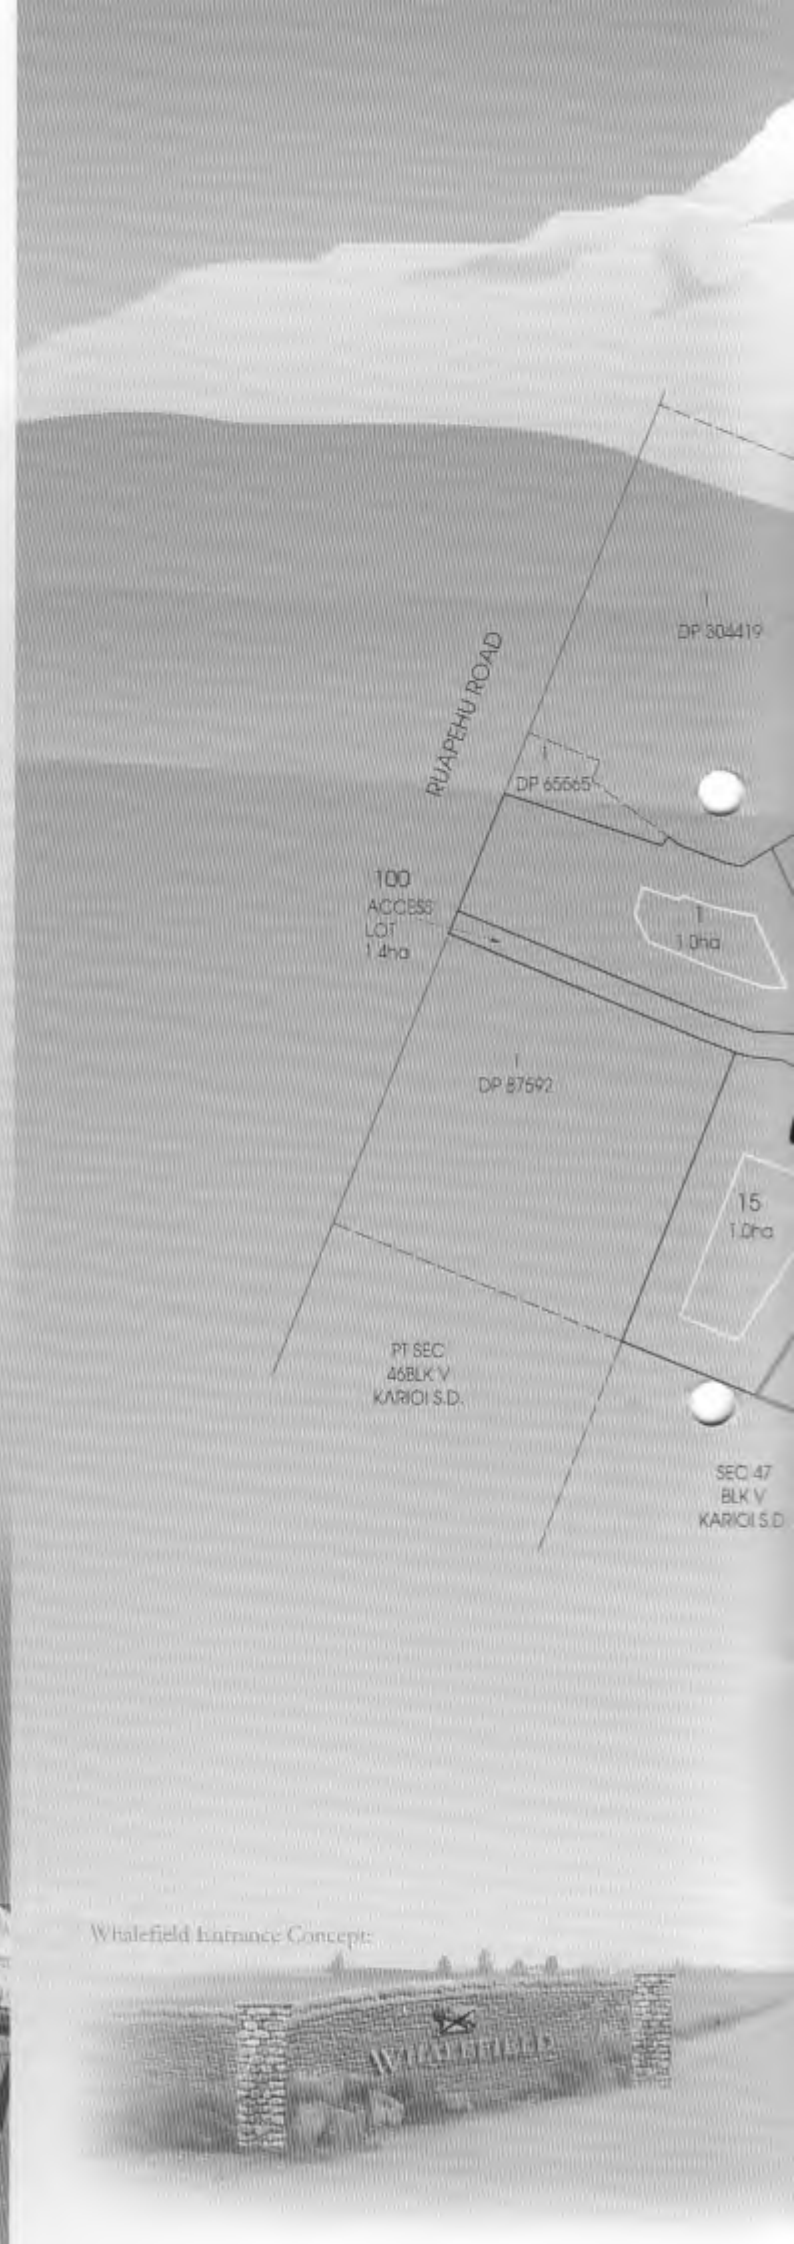 1
DP 304419
RUAPEHU ROAD
1
DP 65565
100
ACCESS
LOT
1.4ha
1
1.0ha
1
DP 87592
15
1.0ha
PT SEC
46BLK V
KARIOI S.D.
SEC 47
BLK V
KARIOI S.D
Whalefield Entrance Concept:
WHALEFIELD